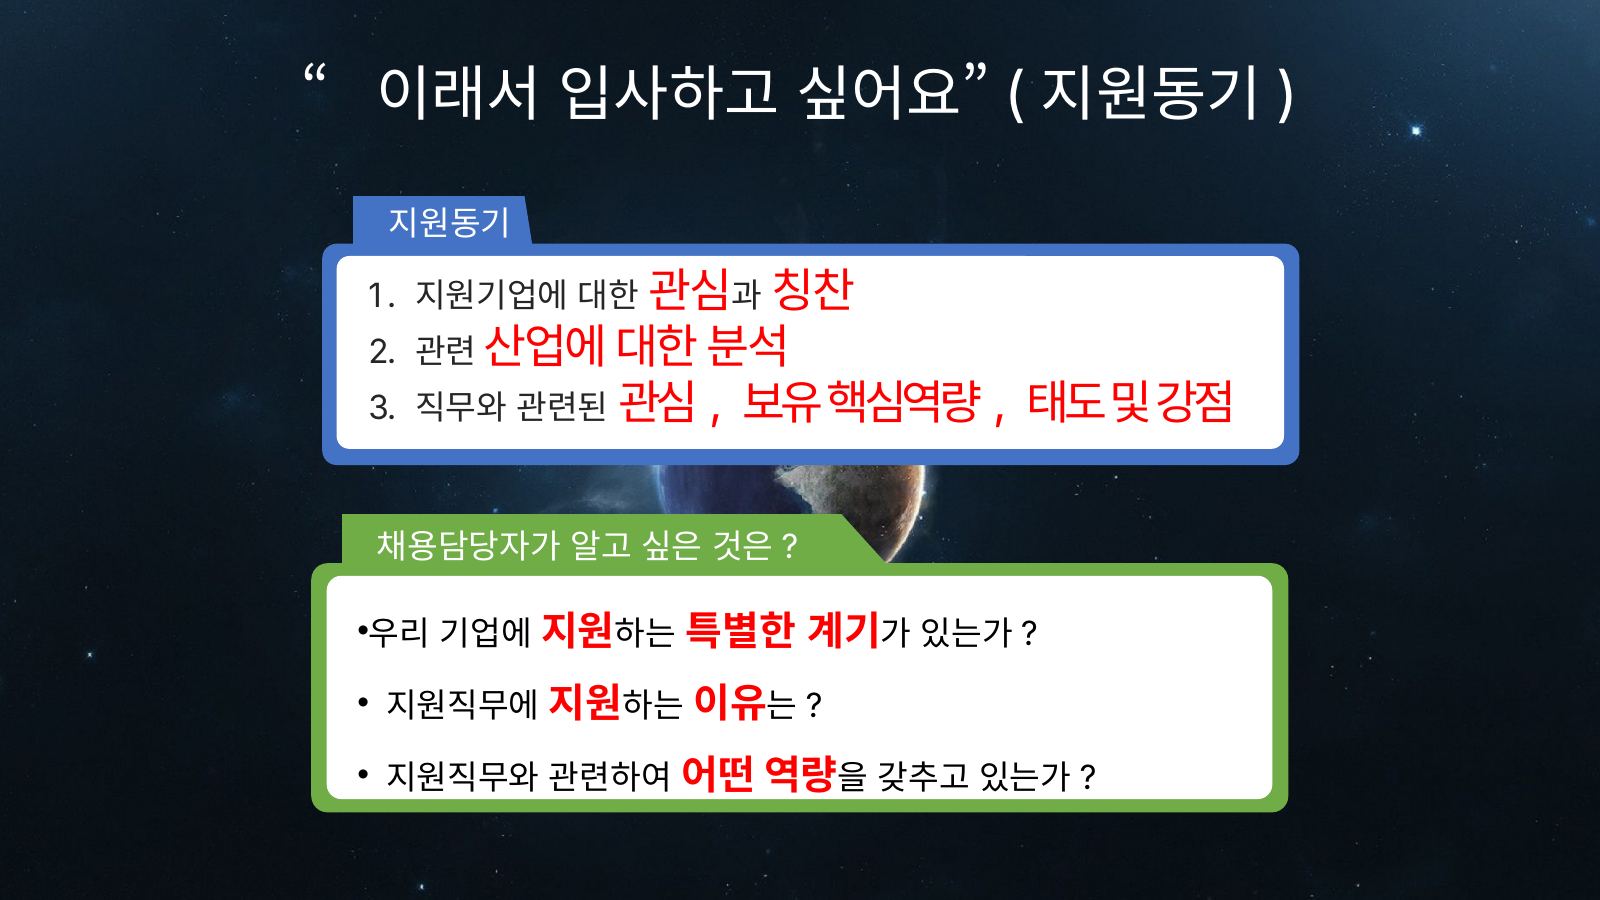 “ 이래서 입사하고 싶어요” ( 지원동기 )
지원동기
1. 지원기업에 대한 관심과 칭찬
2. 관련 산업에 대한 분석
3. 직무와 관련된 관심 , 보유 핵심역량 , 태도 및 강점
채용담당자가 알고 싶은 것은 ?
•우리 기업에 지원하는 특별한 계기가 있는가 ?
• 지원직무에 지원하는 이유는 ?
• 지원직무와 관련하여 어떤 역량을 갖추고 있는가 ?